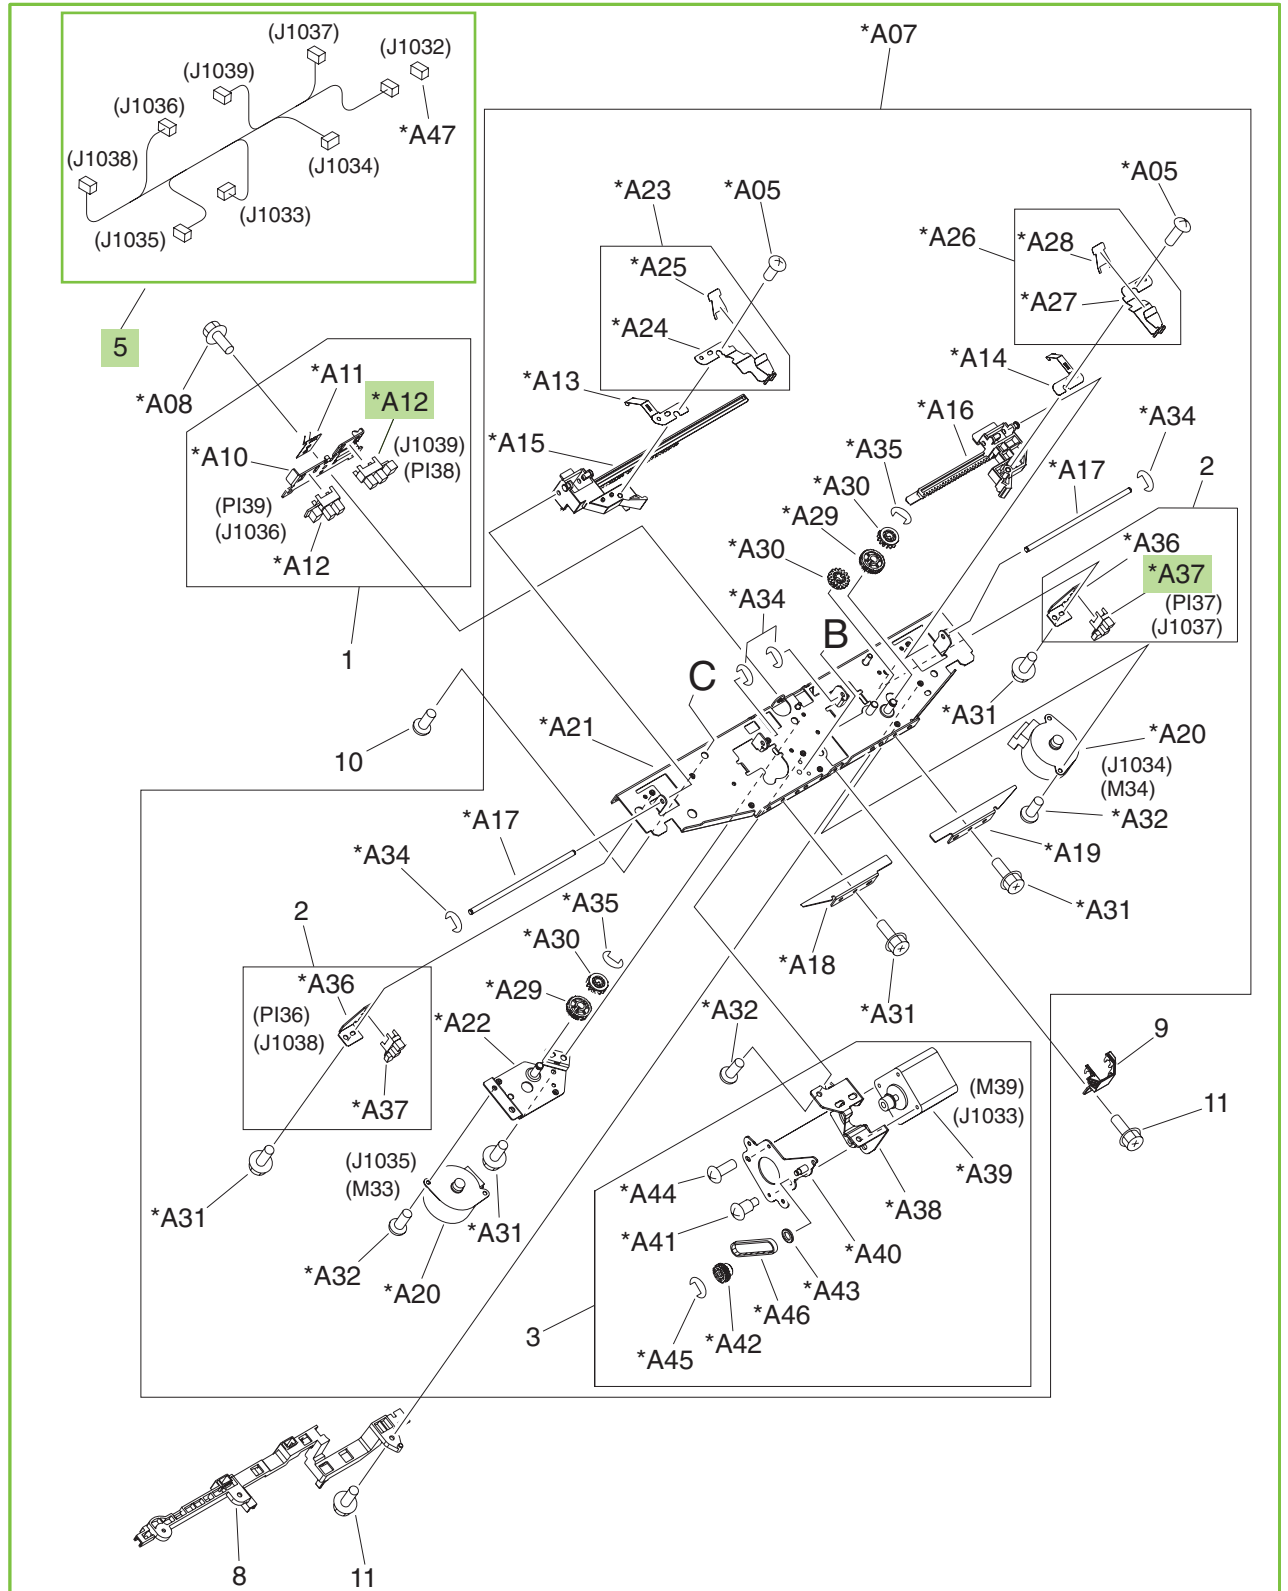 (J1037)
(J1032)
*A07
(J1039)
(J1036)
*A47
(J1038)
(J1034)
(J1033)
(J1035)
*A23
*A05
*A05
*A26
*A28
*A25
*A27
*A24
5
*A08
*A11
*A12
*A13
*A14
*A16
*A34
*A10
(J1039)
(PI38)
*A15
*A35
*A17
2
(PI39)
(J1036)
*A30
*A29
*A12
*A30
*A36
*A37
(PI37)
(J1037)
*A34
B
1
C
*A31
10
*A21
*A20
(J1034)
(M34)
*A32
*A17
*A19
*A34
*A31
2
*A35
*A30
*A18
*A36
*A29
(PI36)
(J1038)
*A22
*A32
*A31
9
*A37
(M39)
(J1033)
11
(J1035)
(M33)
*A39
*A44
*A38
*A31
*A31
*A41
*A40
*A32
*A20
*A43
*A46
3
*A42
*A45
8
11